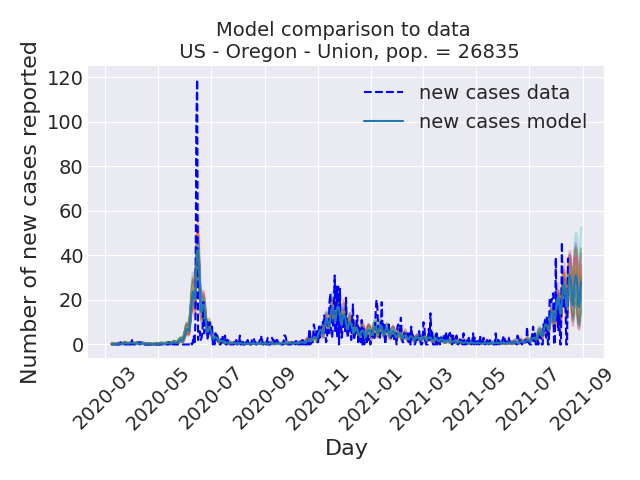 Model comparison to data
US - Oregon - Union, pop. = 26835
Number of new cases reported
120
100
80
60
40
20
0
new cases data
new cases model
2020-03
2020-05
2020-07
2020-09
2020-11
2021-01
2021-03
2021-05
2021-07
2021-09
Day